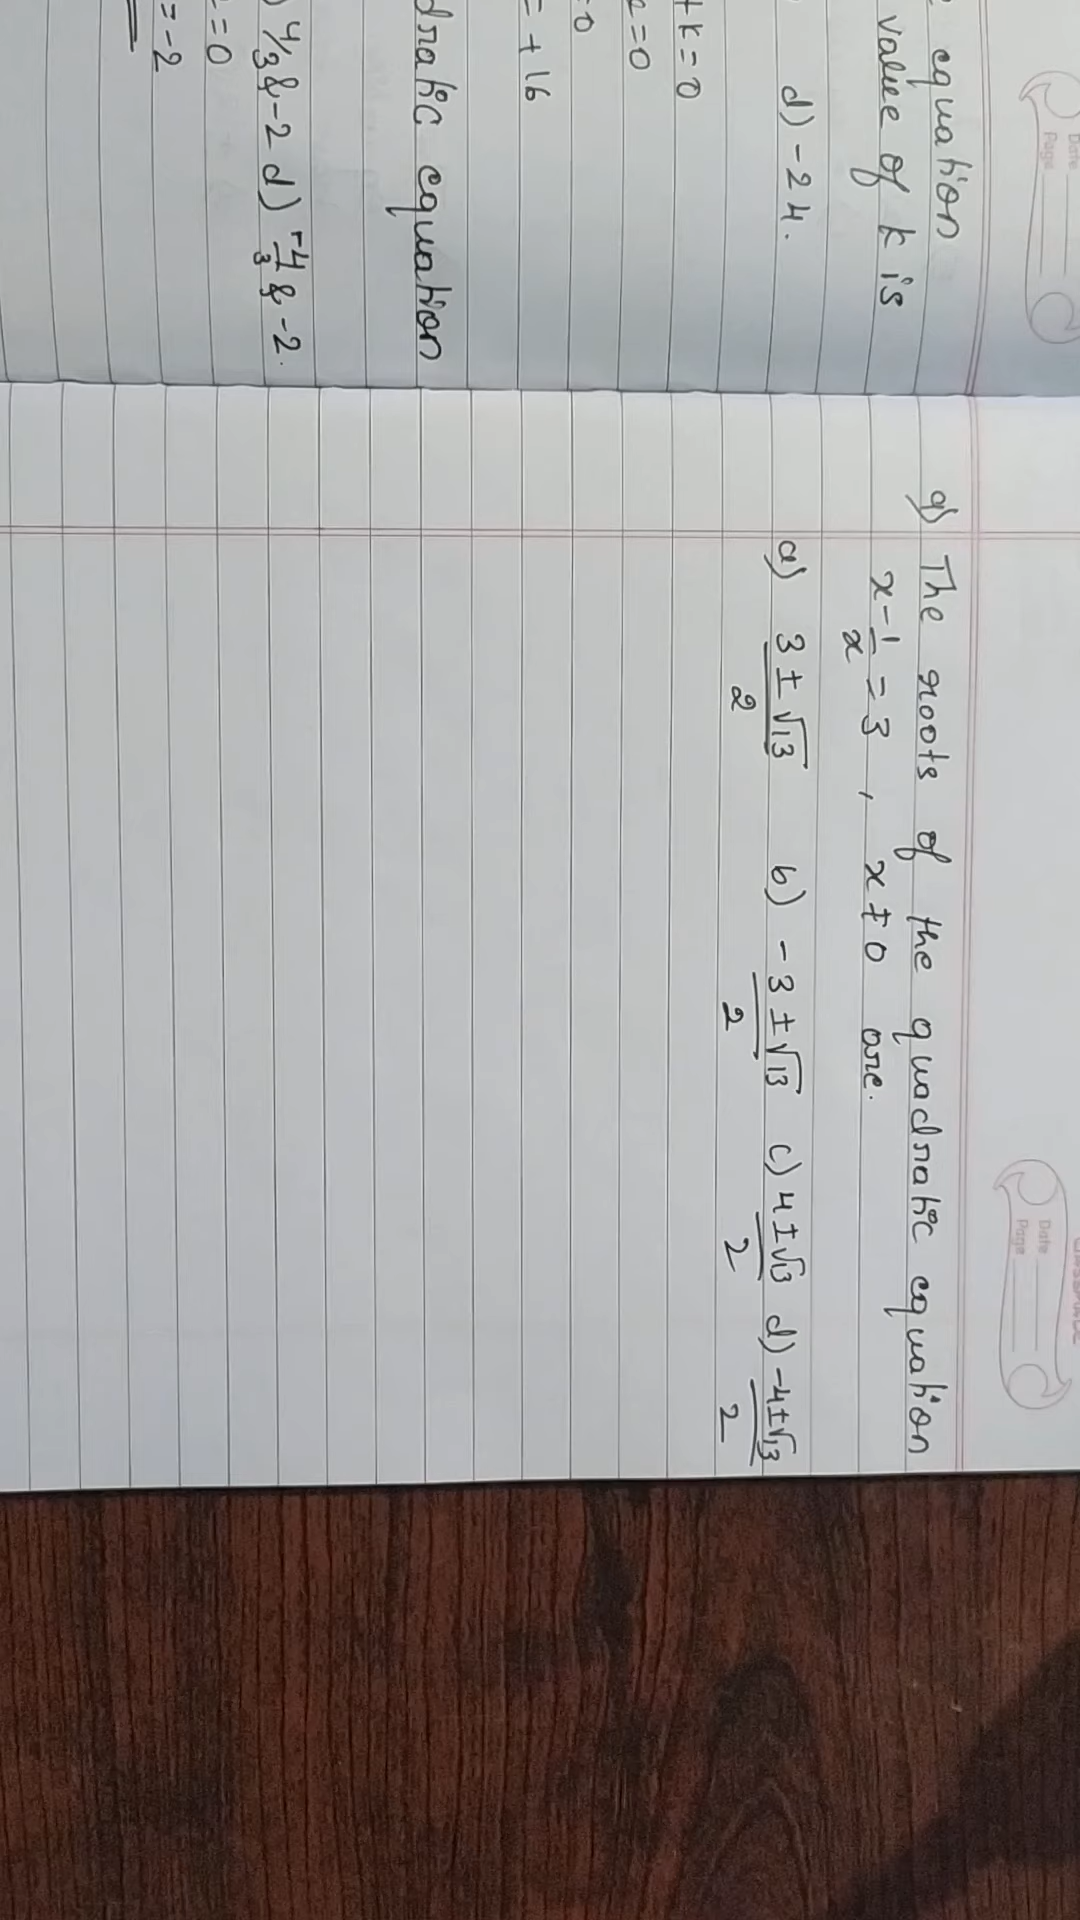 Date
Page
equation
value of k is
d) -24.
+ k = 0
=0
= + 16
dratic equation
4/3 & -2 d) -4/3 & -2.
= 0
= -2
Date
Page
9) The roots of the quadratic equation
x - 1/x = 3 , x ≠ 0 are.
a) 3 ± √13 / 2 b) - 3 ± √13 / 2 c) 4 ± √13 / 2 d) -4 ± √13 / 2